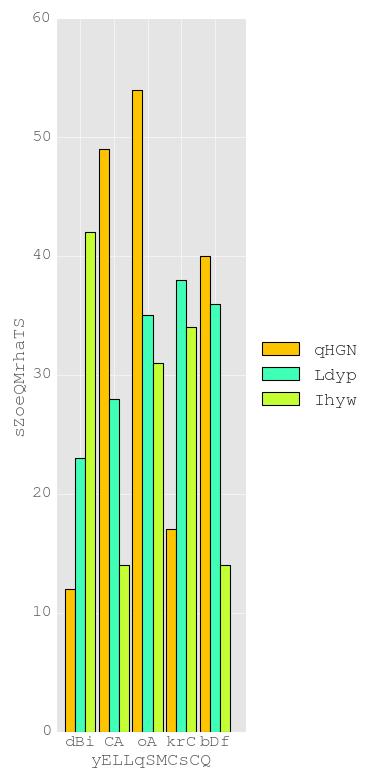 60
50
40
30
20
10
0
sZoeQMrhaTS
dBi CA oA krC bDf
yELLqSMCsCQ
qHGN
Ldyp
Ihyw